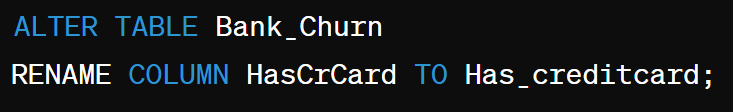 ALTER TABLE Bank_Churn
RENAME COLUMN HasCrCard TO Has_creditcard;